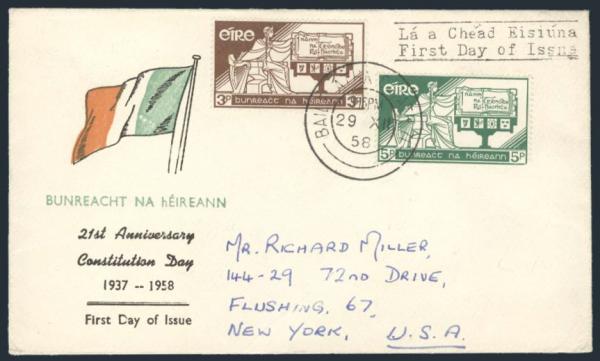 Lá a Chéad Eisiúna
First Day of Issue
éire
3P
bunreacht na héireann
éire
5P
bunreacht na héireann
5P
29 XII
58
BUNREACHT NA hÉIREANN
21st Anniversary
Constitution Day
1937 -- 1958
First Day of Issue
MR. RICHARD MILLER,
144-29 72ND DRIVE,
FLUSHING. 67,
NEW YORK, U.S.A.